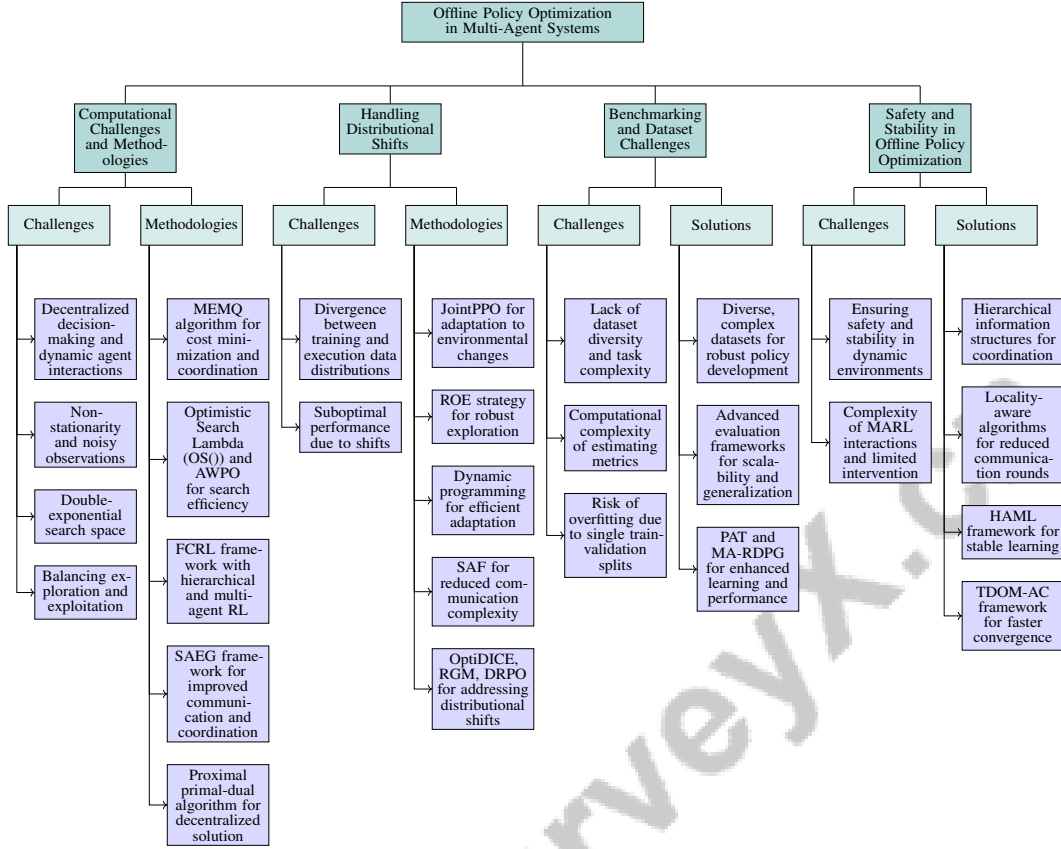 Offline Policy Optimization
in Multi-Agent Systems
Computational
Challenges
and Method-
ologies
Handling
Distributional
Shifts
Benchmarking
and Dataset
Challenges
Safety and
Stability in
Offline Policy
Optimization
Challenges
Methodologies
Challenges
Methodologies
Challenges
Solutions
Challenges
Solutions
Decentralized
decision-
making and
dynamic agent
interactions
Non-
stationarity
and noisy
observations
Double-
exponential
search space
Balancing ex-
ploration and
exploitation
MEMQ
algorithm for
cost mini-
mization and
coordination
Optimistic
Search
Lambda
(OS()) and
AWPO
for search
efficiency
FCRL frame-
work with
hierarchical
and multi-
agent RL
SAEG frame-
work for
improved
communi-
cation and
coordination
Proximal
primal-dual
algorithm for
decentralized
solution
Divergence
between
training and
execution data
distributions
Suboptimal
performance
due to shifts
JointPPO for
adaptation to
environmental
changes
ROE strategy
for robust
exploration
Dynamic
programming
for efficient
adaptation
SAF for
reduced com-
munication
complexity
OptiDICE,
RGM, DRPO
for addressing
distributional
shifts
Lack of
dataset
diversity
and task
complexity
Computational
complexity
of estimating
metrics
Risk of
overfitting due
to single train-
validation
splits
Diverse,
complex
datasets for
robust policy
development
Advanced
evaluation
frameworks
for scala-
bility and
generalization
PAT and
MA-RDPG
for enhanced
learning and
performance
Ensuring
safety and
stability in
dynamic
environments
Complexity
of MARL
interactions
and limited
intervention
Hierarchical
information
structures for
coordination
Locality-
aware
algorithms
for reduced
communica-
tion rounds
HAML
framework for
stable learning
TDOM-AC
framework
for faster
convergence